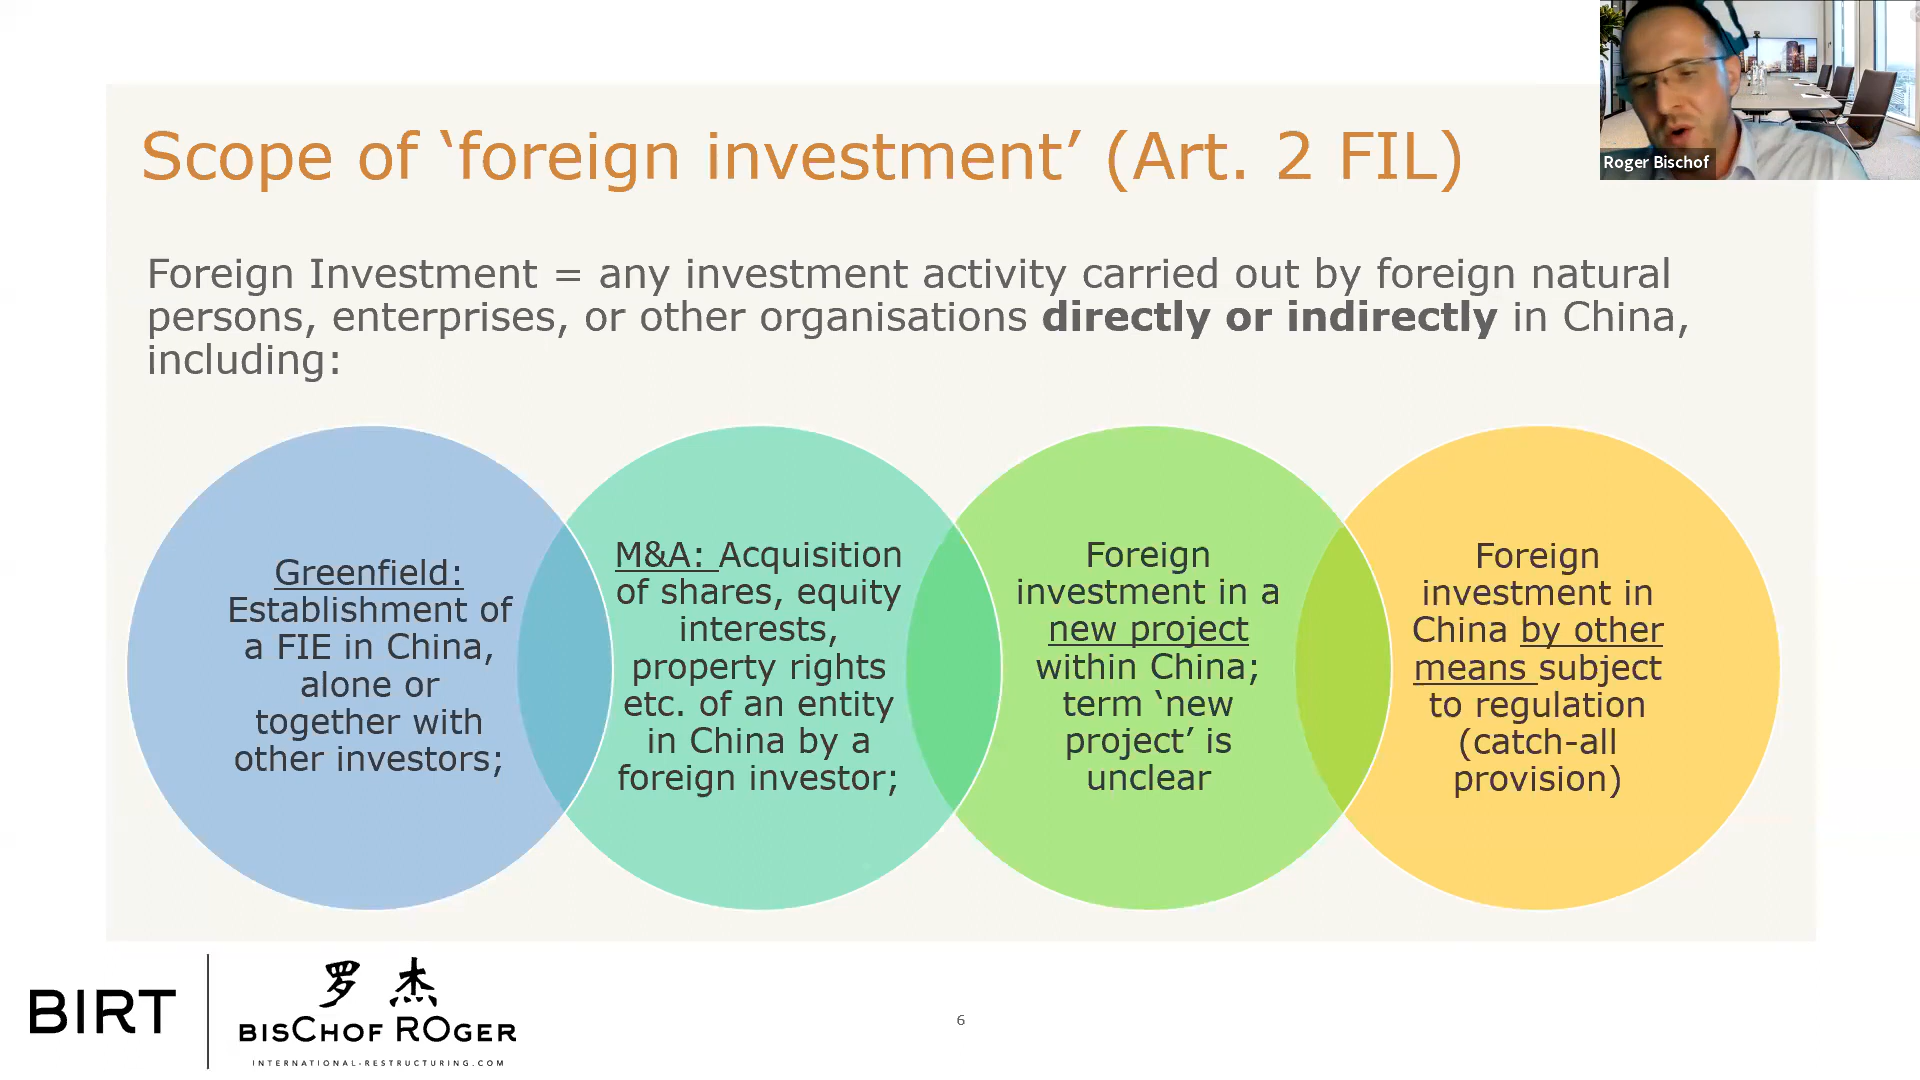 Roger Bischof
Scope of ‘foreign investment’ (Art. 2 FIL)
Foreign Investment = any investment activity carried out by foreign natural
persons, enterprises, or other organisations directly or indirectly in China,
including:
Greenfield:
Establishment of
a FIE in China,
alone or
together with
other investors;
M&A: Acquisition
of shares, equity
interests,
property rights
etc. of an entity
in China by a
foreign investor;
Foreign
investment in a
new project
within China;
term ‘new
project’ is
unclear
Foreign
investment in
China by other
means subject
to regulation
(catch-all
provision)
BIRT
罗 杰
BISCHOF ROGER
INTERNATIONAL-RESTRUCTURING.COM
6